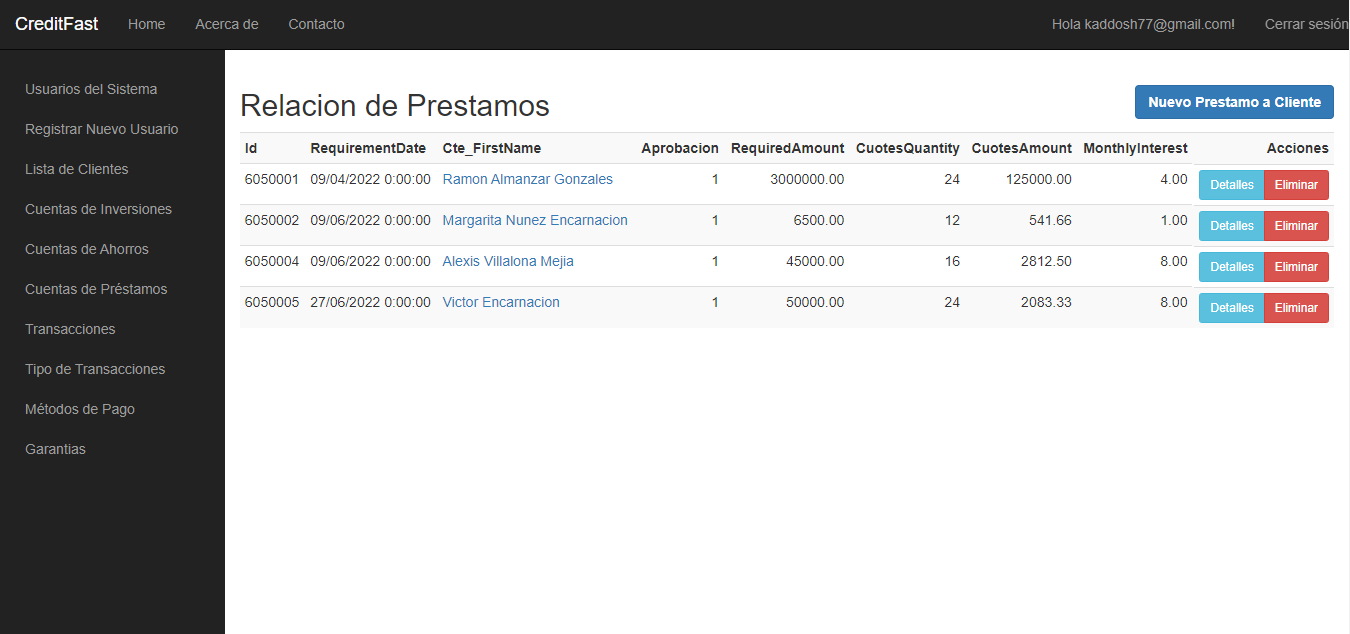 CreditFast Home Acerca de Contacto Hola kaddosh77@gmail.com! Cerrar sesión
Usuarios del Sistema
Registrar Nuevo Usuario
Lista de Clientes
Cuentas de Inversiones
Cuentas de Ahorros
Cuentas de Préstamos
Transacciones
Tipo de Transacciones
Métodos de Pago
Garantias
Relacion de Prestamos Nuevo Prestamo a Cliente
Id RequirementDate Cte_FirstName Aprobacion RequiredAmount CuotesQuantity CuotesAmount MonthlyInterest Acciones
6050001 09/04/2022 0:00:00 Ramon Almanzar Gonzales 1 3000000.00 24 125000.00 4.00 Detalles Eliminar
6050002 09/06/2022 0:00:00 Margarita Nunez Encarnacion 1 6500.00 12 541.66 1.00 Detalles Eliminar
6050004 09/06/2022 0:00:00 Alexis Villalona Mejia 1 45000.00 16 2812.50 8.00 Detalles Eliminar
6050005 27/06/2022 0:00:00 Victor Encarnacion 1 50000.00 24 2083.33 8.00 Detalles Eliminar